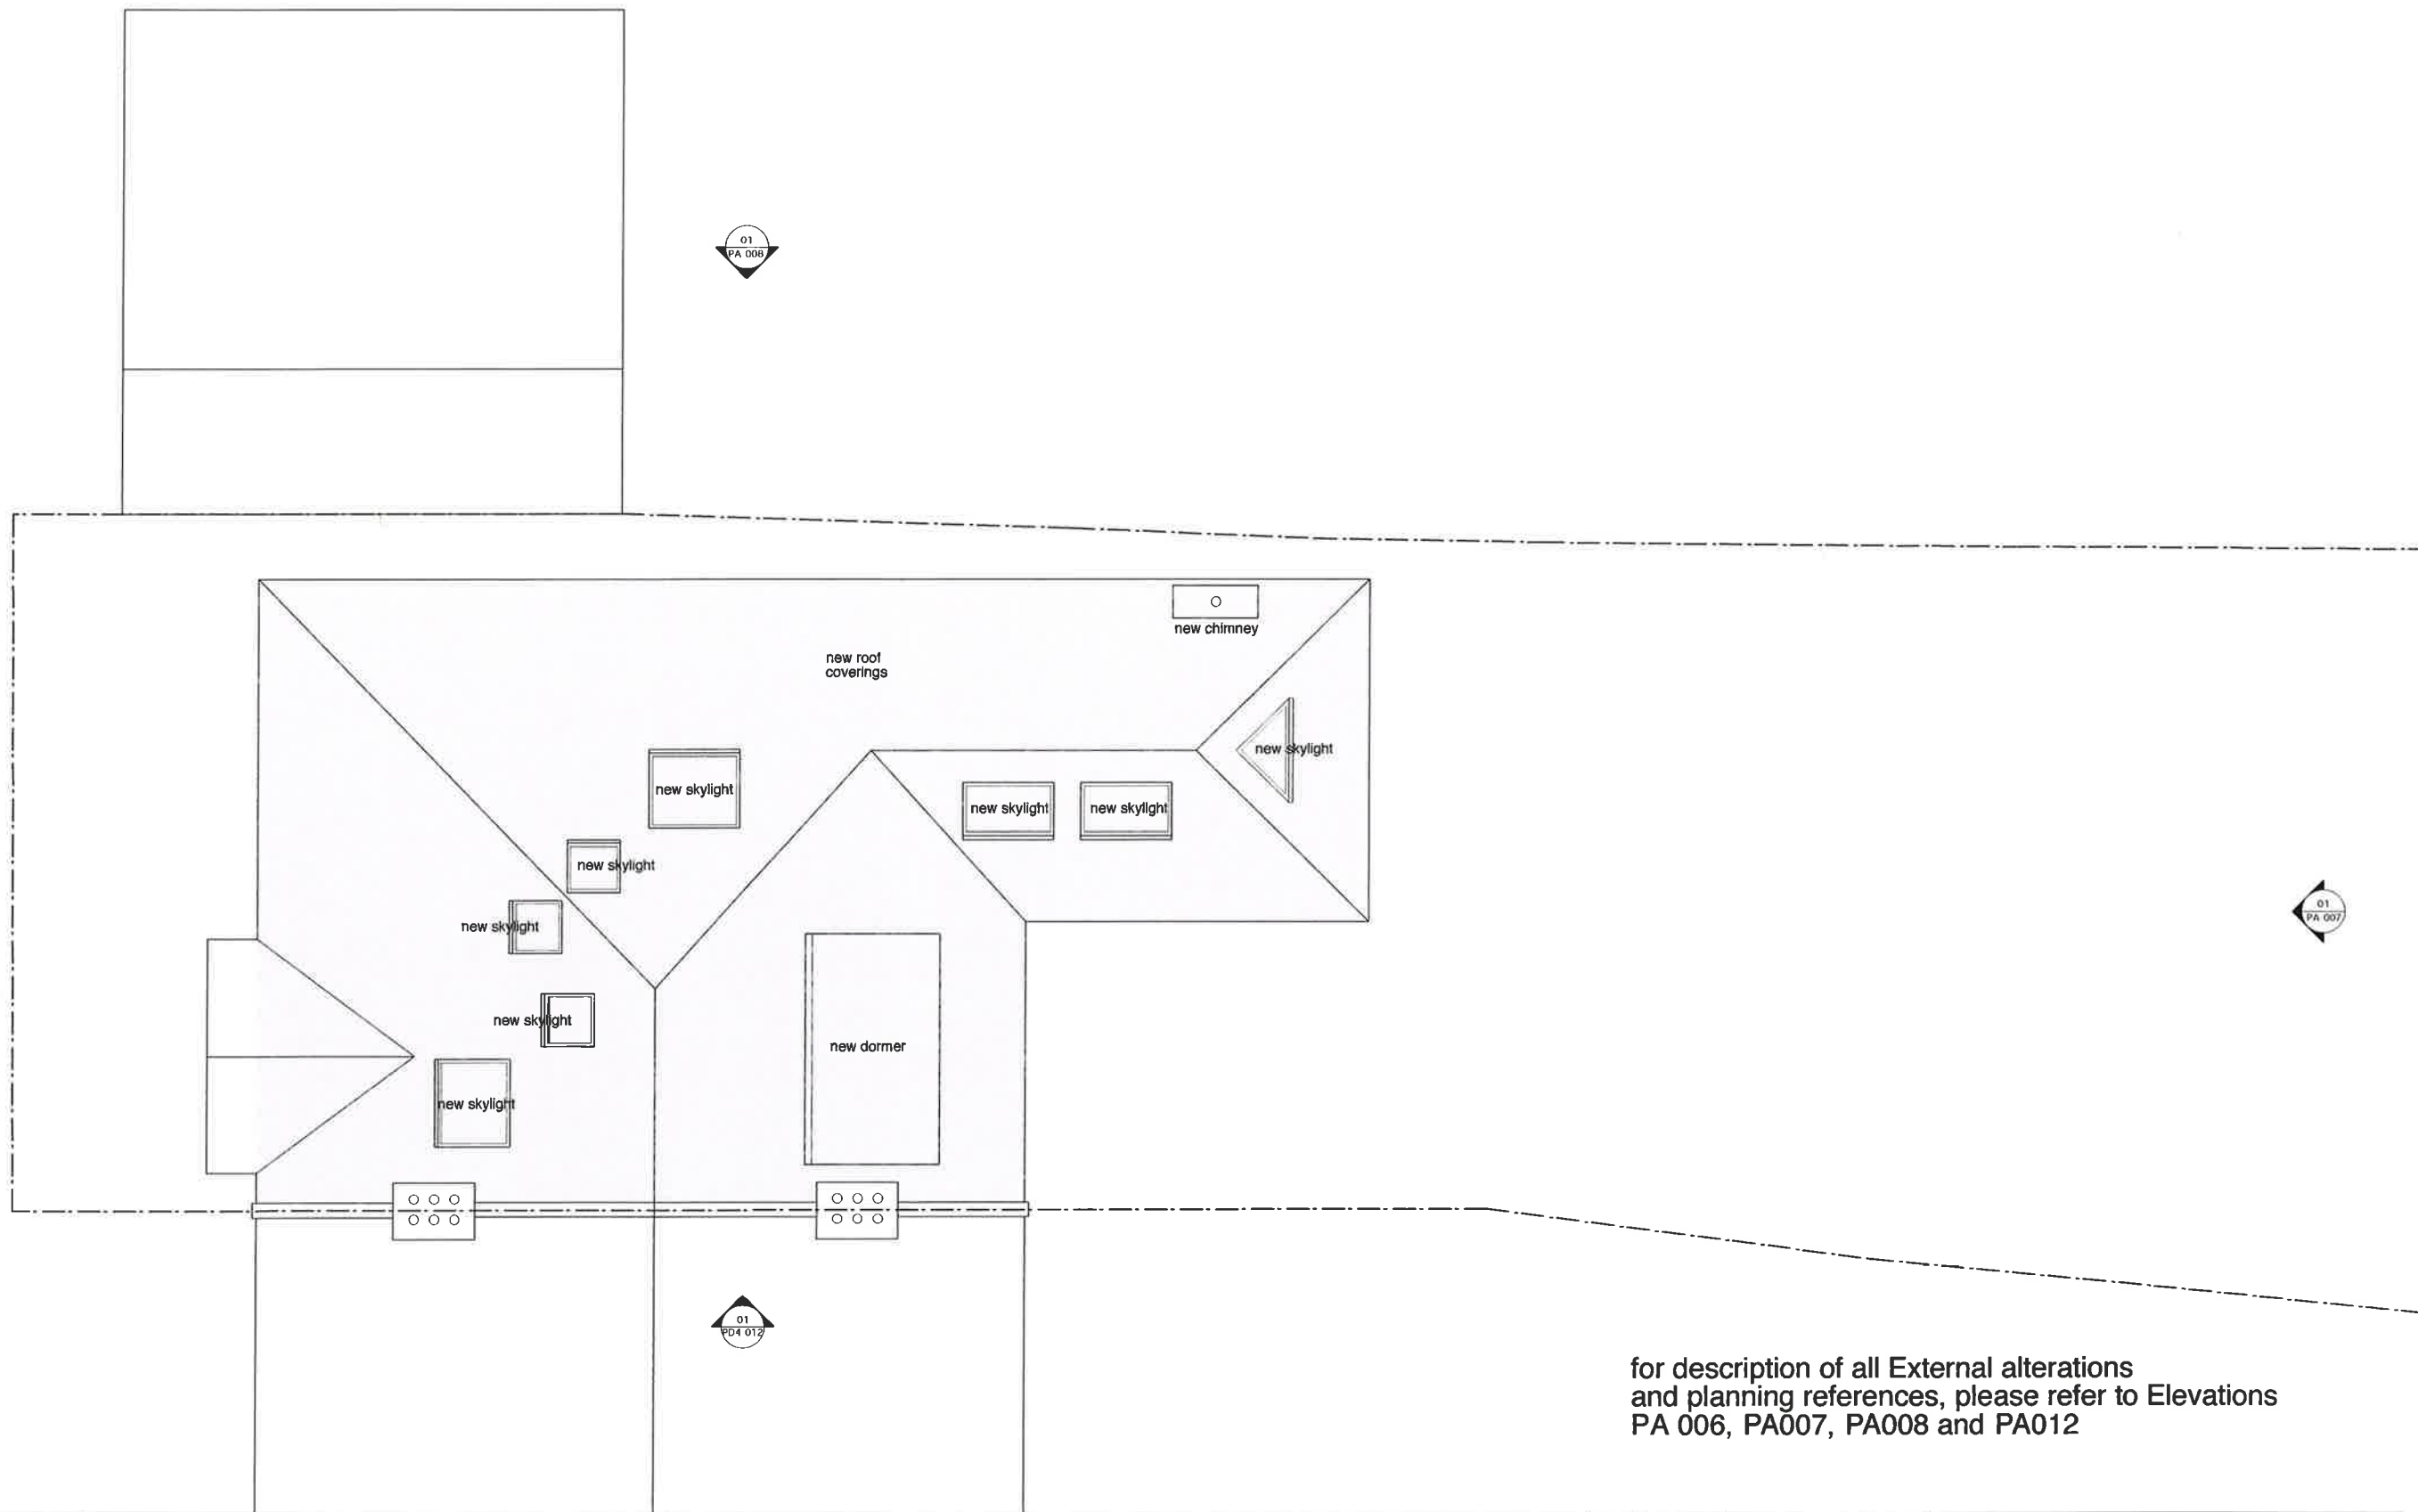 01
PA 008
new chimney
new roof
coverings
new skylight
new skylight
new skylight
new skylight
new skylight
new skylight
01
PA 007
new skylight
new dormer
new skylight
01
PD4 012
for description of all External alterations
and planning references, please refer to Elevations
PA 006, PA007, PA008 and PA012